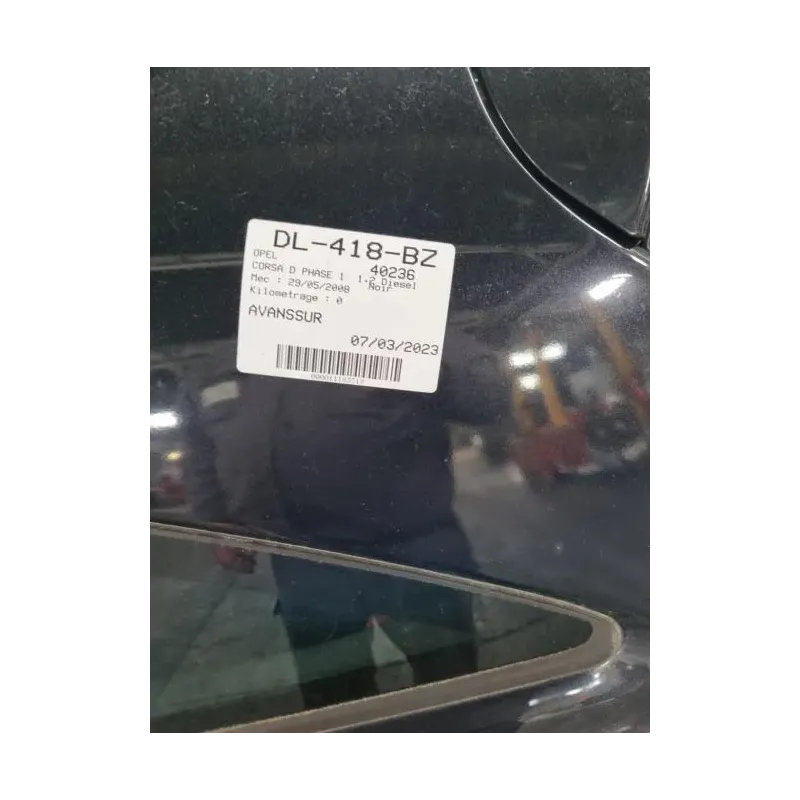 DL-418-BZ
OPEL 40236
CORSA D PHASE 1 1.2 Diesel
Mec : 29/05/2008 Noir
Kilometrage : 0
AVANSSUR
07/03/2023